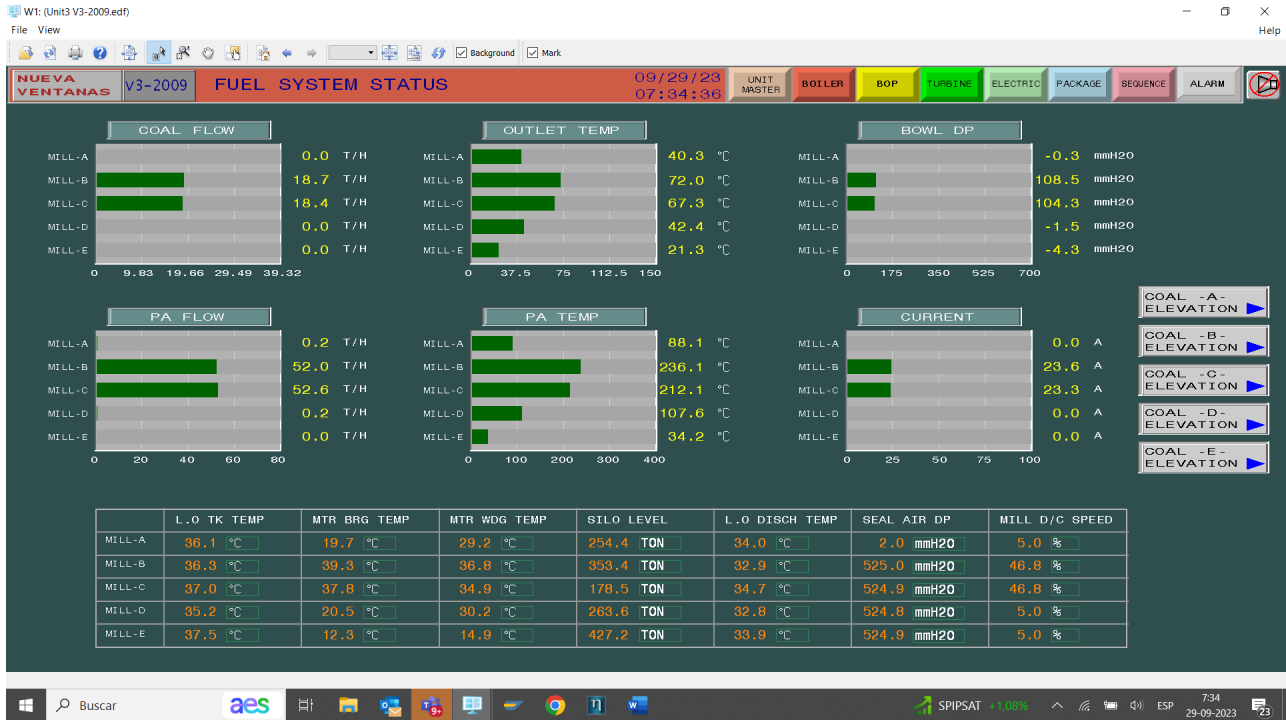 W1: (Unit3 V3-2009.edf)
File View Help
Background Mark
NUEVA VENTANAS V3-2009 FUEL SYSTEM STATUS 09/29/23 07:34:36 UNIT MASTER BOILER BOP TURBINE ELECTRIC PACKAGE SEQUENCE ALARM
COAL FLOW
MILL-A 0.0 T/H
MILL-B 18.7 T/H
MILL-C 18.4 T/H
MILL-D 0.0 T/H
MILL-E 0.0 T/H
0 9.83 19.66 29.49 39.32
OUTLET TEMP
MILL-A 40.3 °C
MILL-B 72.0 °C
MILL-C 67.3 °C
MILL-D 42.4 °C
MILL-E 21.3 °C
0 37.5 75 112.5 150
BOWL DP
MILL-A -0.3 mmH2O
MILL-B 108.5 mmH2O
MILL-C 104.3 mmH2O
MILL-D -1.5 mmH2O
MILL-E -4.3 mmH2O
0 175 350 525 700
PA FLOW
MILL-A 0.2 T/H
MILL-B 52.0 T/H
MILL-C 52.6 T/H
MILL-D 0.2 T/H
MILL-E 0.0 T/H
0 20 40 60 80
PA TEMP
MILL-A 88.1 °C
MILL-B 236.1 °C
MILL-C 212.1 °C
MILL-D 107.6 °C
MILL-E 34.2 °C
0 100 200 300 400
CURRENT
MILL-A 0.0 A
MILL-B 23.6 A
MILL-C 23.3 A
MILL-D 0.0 A
MILL-E 0.0 A
0 25 50 75 100
COAL -A-
ELEVATION
COAL -B-
ELEVATION
COAL -C-
ELEVATION
COAL -D-
ELEVATION
COAL -E-
ELEVATION
L.O TK TEMP MTR BRG TEMP MTR WDG TEMP SILO LEVEL L.O DISCH TEMP SEAL AIR DP MILL D/C SPEED
MILL-A 36.1 °C 19.7 °C 29.2 °C 254.4 TON 34.0 °C 2.0 mmH2O 5.0 %
MILL-B 36.3 °C 39.3 °C 36.8 °C 353.4 TON 32.9 °C 525.0 mmH2O 46.8 %
MILL-C 37.0 °C 37.8 °C 34.9 °C 178.5 TON 34.7 °C 524.9 mmH2O 46.8 %
MILL-D 35.2 °C 20.5 °C 30.2 °C 263.6 TON 32.8 °C 524.8 mmH2O 5.0 %
MILL-E 37.5 °C 12.3 °C 14.9 °C 427.2 TON 33.9 °C 524.9 mmH2O 5.0 %
Buscar aes 9+ SPIPSAT +1,08% ESP 7:34
29-09-2023 23